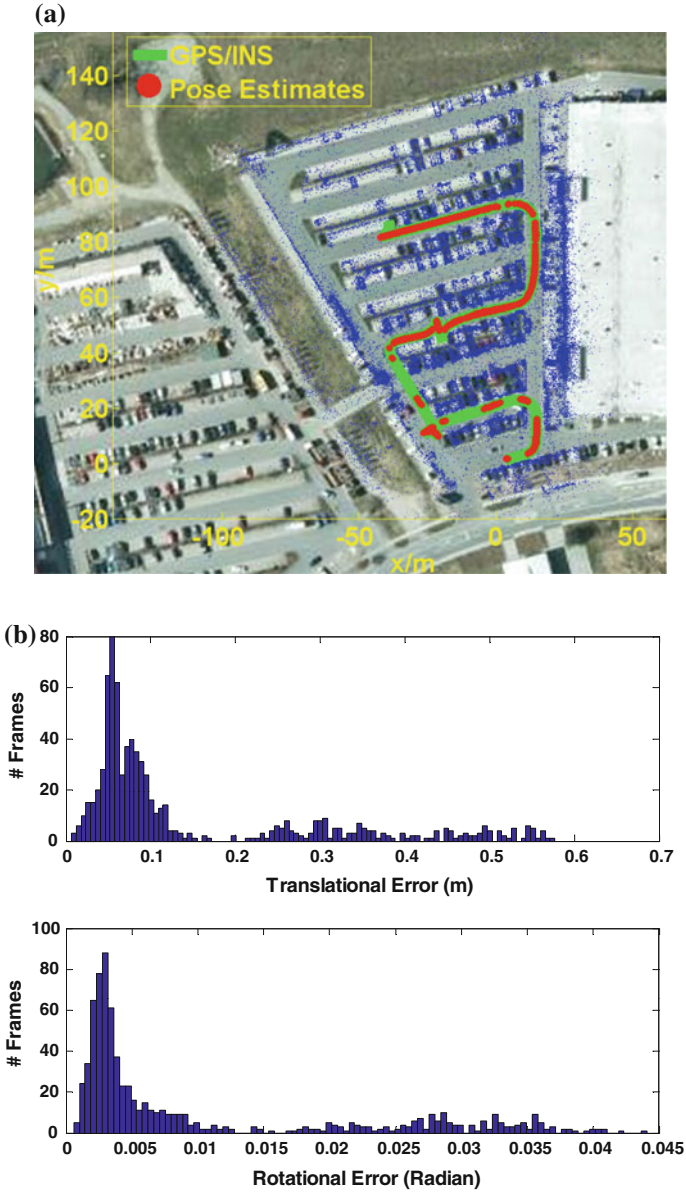 (a)
GPS/INS
Pose Estimates
140
120
100
80
60
40
20
0
-20
y/m
-100 -50 0 50
x/m
(b)
80
60
40
20
0
# Frames
0 0.1 0.2 0.3 0.4 0.5 0.6 0.7
Translational Error (m)
100
80
60
40
20
0
# Frames
0 0.005 0.01 0.015 0.02 0.025 0.03 0.035 0.04 0.045
Rotational Error (Radian)